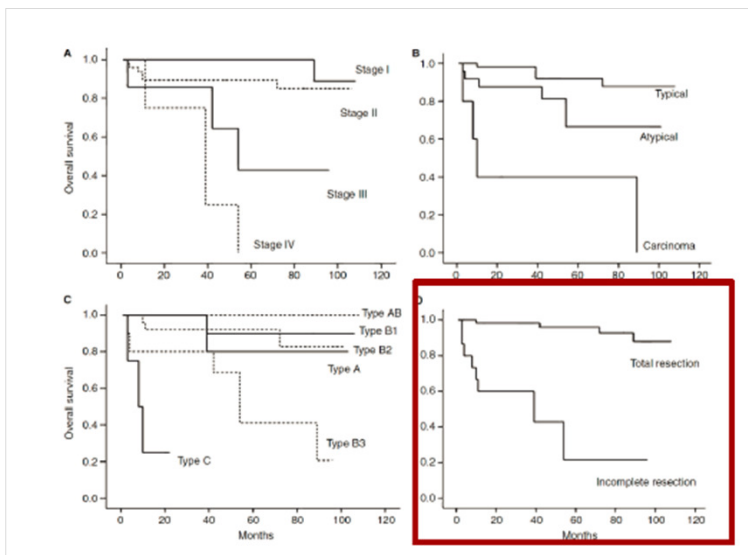 A
Overall survival
1.0
0.8
0.6
0.4
0.2
0.0
Stage I
Stage II
Stage III
Stage IV
0 20 40 60 80 100 120
B
1.0
0.8
0.6
0.4
0.2
0.0
Typical
Atypical
Carcinoma
0 20 40 60 80 100 120
C
Overall survival
1.0
0.8
0.6
0.4
0.2
0.0
Type AB
Type B1
Type B2
Type A
Type B3
Type C
0 20 40 60 80 100 120
Months
D
1.0
0.8
0.6
0.4
0.2
0.0
Total resection
Incomplete resection
0 20 40 60 80 100 120
Months